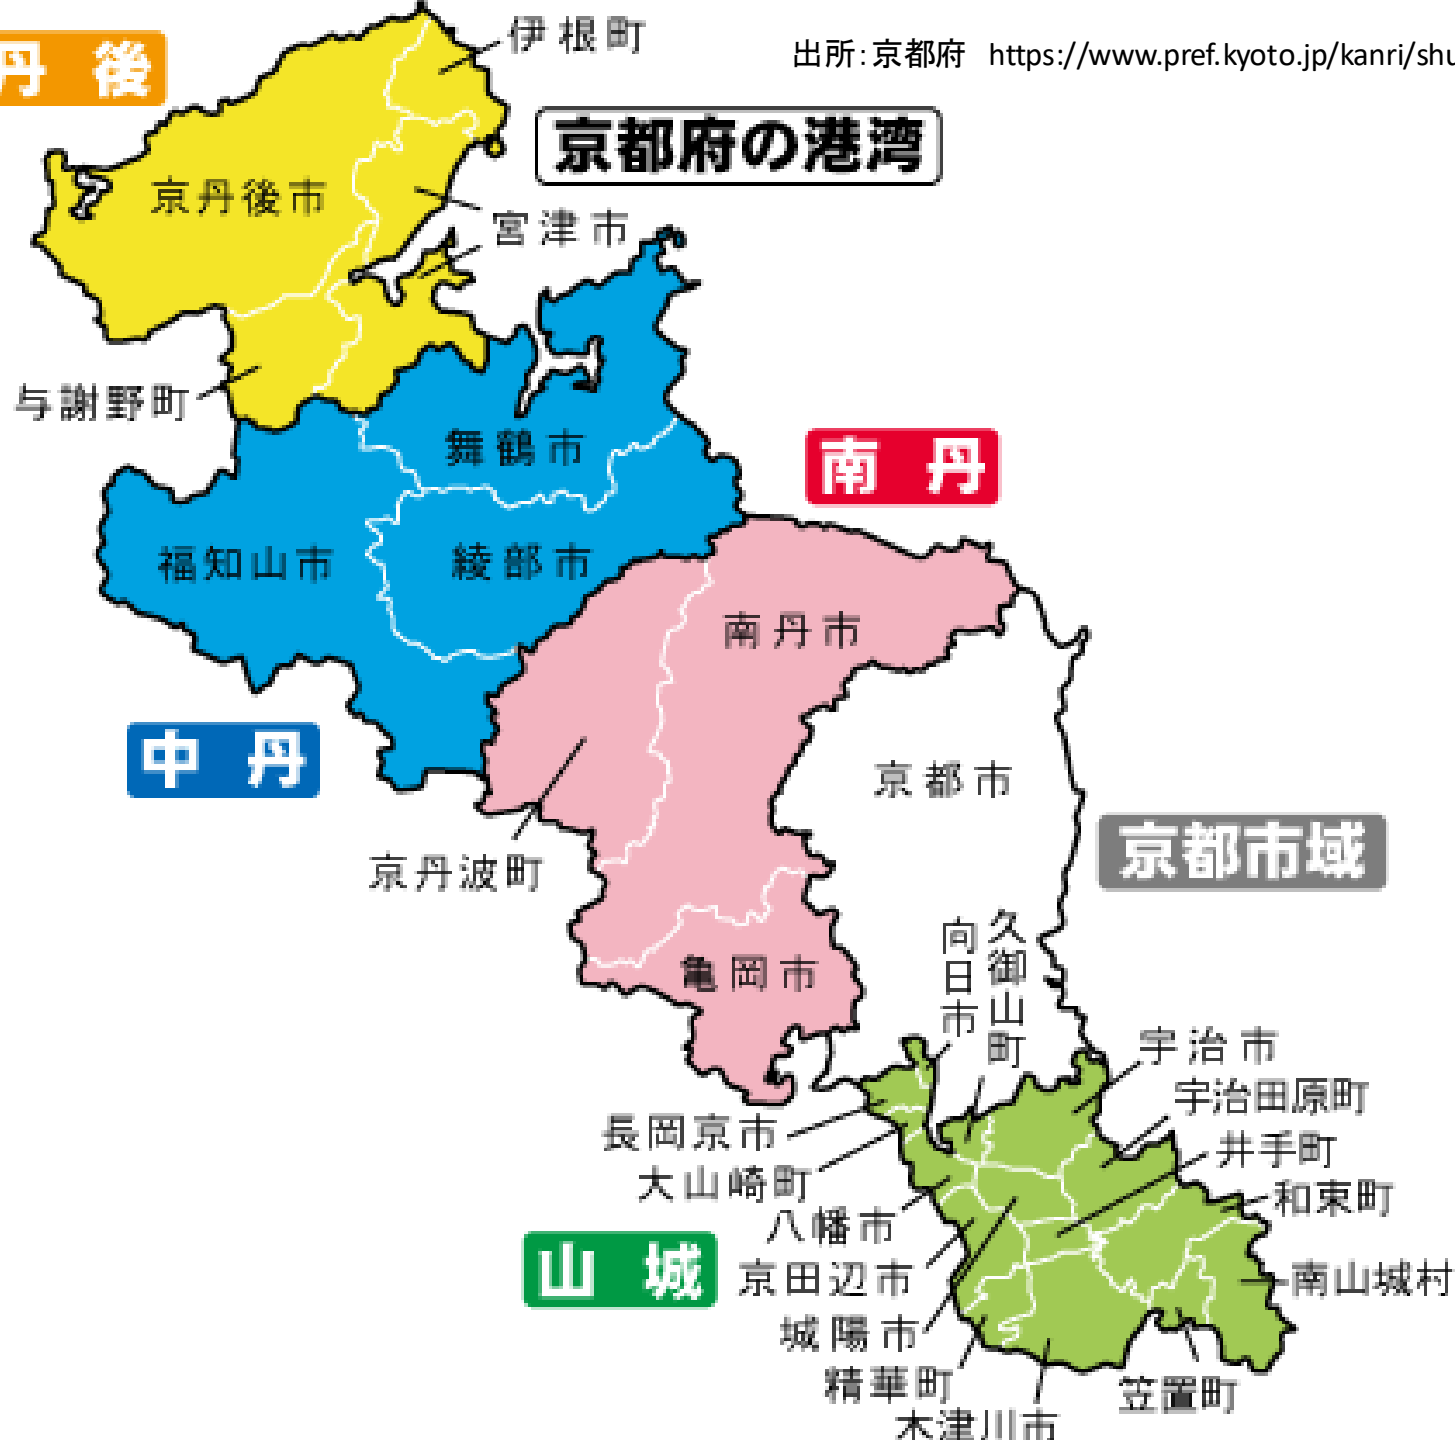 丹 後
伊根町
出所：京都府 https://www.pref.kyoto.jp/kanri/shu
京都府の港湾
京丹後市
宮津市
与謝野町
舞鶴市
南 丹
福知山市
綾部市
南丹市
中 丹
京都市
京都市域
京丹波町
向日市
久御山町
亀岡市
宇治市
宇治田原町
長岡京市
井手町
大山崎町
和束町
八幡市
山 城
京田辺市
南山城村
城陽市
精華町
笠置町
木津川市